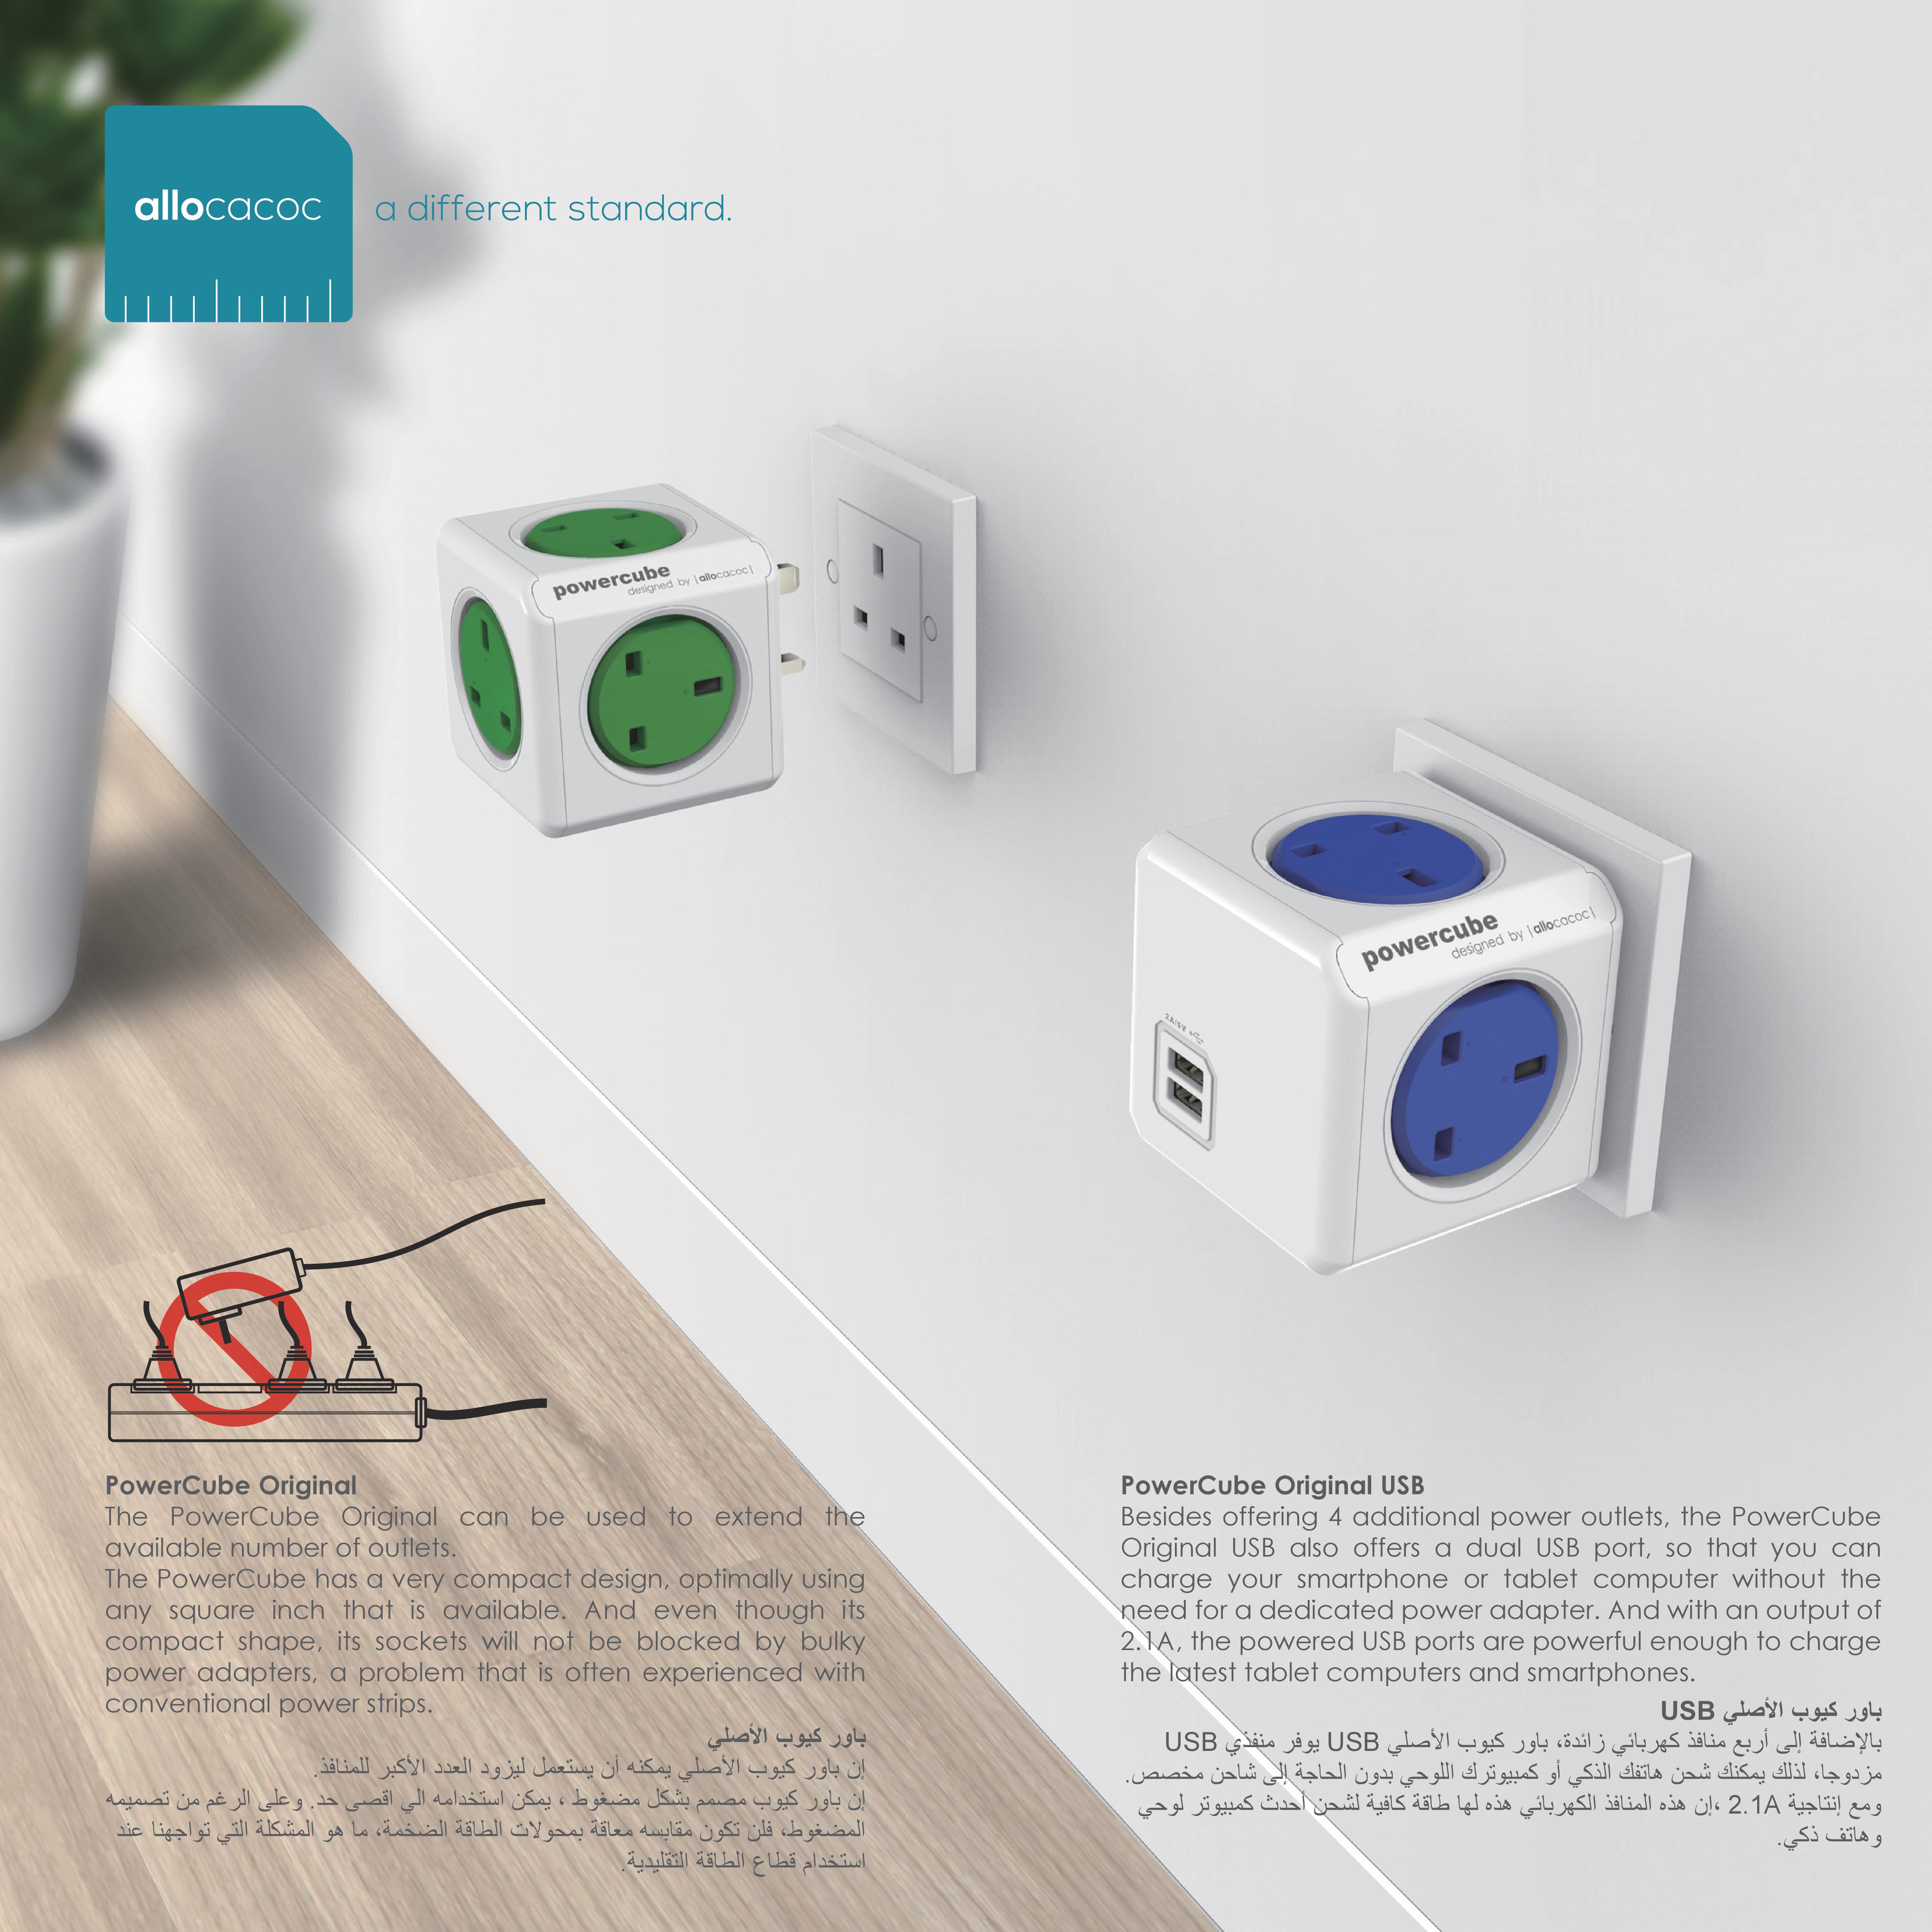 allocacoc
a different standard.
powercube
designed by |allocacoc|
powercube
designed by |allocacoc|
2A/5V
PowerCube Original
The PowerCube Original can be used to extend the
available number of outlets.
The PowerCube has a very compact design, optimally using
any square inch that is available. And even though its
compact shape, its sockets will not be blocked by bulky
power adapters, a problem that is often experienced with
conventional power strips.
باور كيوب الأصلي
إن باور كيوب الأصلي يمكنه أن يستعمل ليزود العدد الأكبر للمنافذ.
إن باور كيوب مصمم بشكل مضغوط ، يمكن استخدامه الي اقصى حد. وعلى الرغم من تصميمه
المضغوط، فلن تكون مقابسه معاقة بمحولات الطاقة الضخمة، ما هو المشكلة التي تواجهنا عند
استخدام قطاع الطاقة التقليدية.
PowerCube Original USB
Besides offering 4 additional power outlets, the PowerCube
Original USB also offers a dual USB port, so that you can
charge your smartphone or tablet computer without the
need for a dedicated power adapter. And with an output of
2.1A, the powered USB ports are powerful enough to charge
the latest tablet computers and smartphones.
باور كيوب الأصلي USB
بالإضافة إلى أربع منافذ كهربائي زائدة، باور كيوب الأصلي USB يوفر منفذي USB
مزدوجا، لذلك يمكنك شحن هاتفك الذكي أو كمبيوترك اللوحي بدون الحاجة إلى شاحن مخصص.
ومع إنتاجية 2.1A ،إن هذه المنافذ الكهربائي هذه لها طاقة كافية لشحن أحدث كمبيوتر لوحي
وهاتف ذكي.